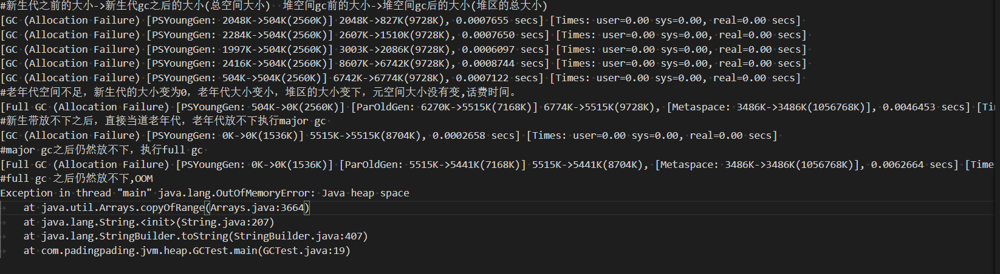 #新生代之前的大小->新生代gc之后的大小(总空间大小)  堆空间gc前的大小->堆空间gc后的大小(堆区的总大小)
[GC (Allocation Failure) [PSYoungGen: 2048K->504K(2560K)] 2048K->827K(9728K), 0.0007655 secs] [Times: user=0.00 sys=0.00, real=0.00 secs]
[GC (Allocation Failure) [PSYoungGen: 2284K->504K(2560K)] 2607K->1510K(9728K), 0.0007650 secs] [Times: user=0.00 sys=0.00, real=0.00 secs]
[GC (Allocation Failure) [PSYoungGen: 1997K->504K(2560K)] 3003K->2086K(9728K), 0.0006097 secs] [Times: user=0.00 sys=0.00, real=0.00 secs]
[GC (Allocation Failure) [PSYoungGen: 2416K->504K(2560K)] 8607K->6742K(9728K), 0.0008744 secs] [Times: user=0.00 sys=0.00, real=0.00 secs]
[GC (Allocation Failure) [PSYoungGen: 504K->504K(2560K)] 6742K->6774K(9728K), 0.0007122 secs] [Times: user=0.00 sys=0.00, real=0.00 secs]
#老年代空间不足，新生代的大小变为0，老年代大小变小，堆区的大小变下，元空间大小没有变,话费时间。
[Full GC (Allocation Failure) [PSYoungGen: 504K->0K(2560K)] [ParOldGen: 6270K->5515K(7168K)] 6774K->5515K(9728K), [Metaspace: 3486K->3486K(1056768K)], 0.0046453 secs] [Ti
#新生带放不下之后，直接当道老年代，老年代放不下执行major gc
[GC (Allocation Failure) [PSYoungGen: 0K->0K(1536K)] 5515K->5515K(8704K), 0.0002658 secs] [Times: user=0.00 sys=0.00, real=0.00 secs]
#major gc之后仍然放不下，执行full gc
[Full GC (Allocation Failure) [PSYoungGen: 0K->0K(1536K)] [ParOldGen: 5515K->5441K(7168K)] 5515K->5441K(8704K), [Metaspace: 3486K->3486K(1056768K)], 0.0062664 secs] [Times
#full gc 之后仍然放不下,OOM
Exception in thread "main" java.lang.OutOfMemoryError: Java heap space
at java.util.Arrays.copyOfRange(Arrays.java:3664)
at java.lang.String.<init>(String.java:207)
at java.lang.StringBuilder.toString(StringBuilder.java:407)
at com.padingpading.jvm.heap.GCTest.main(GCTest.java:19)